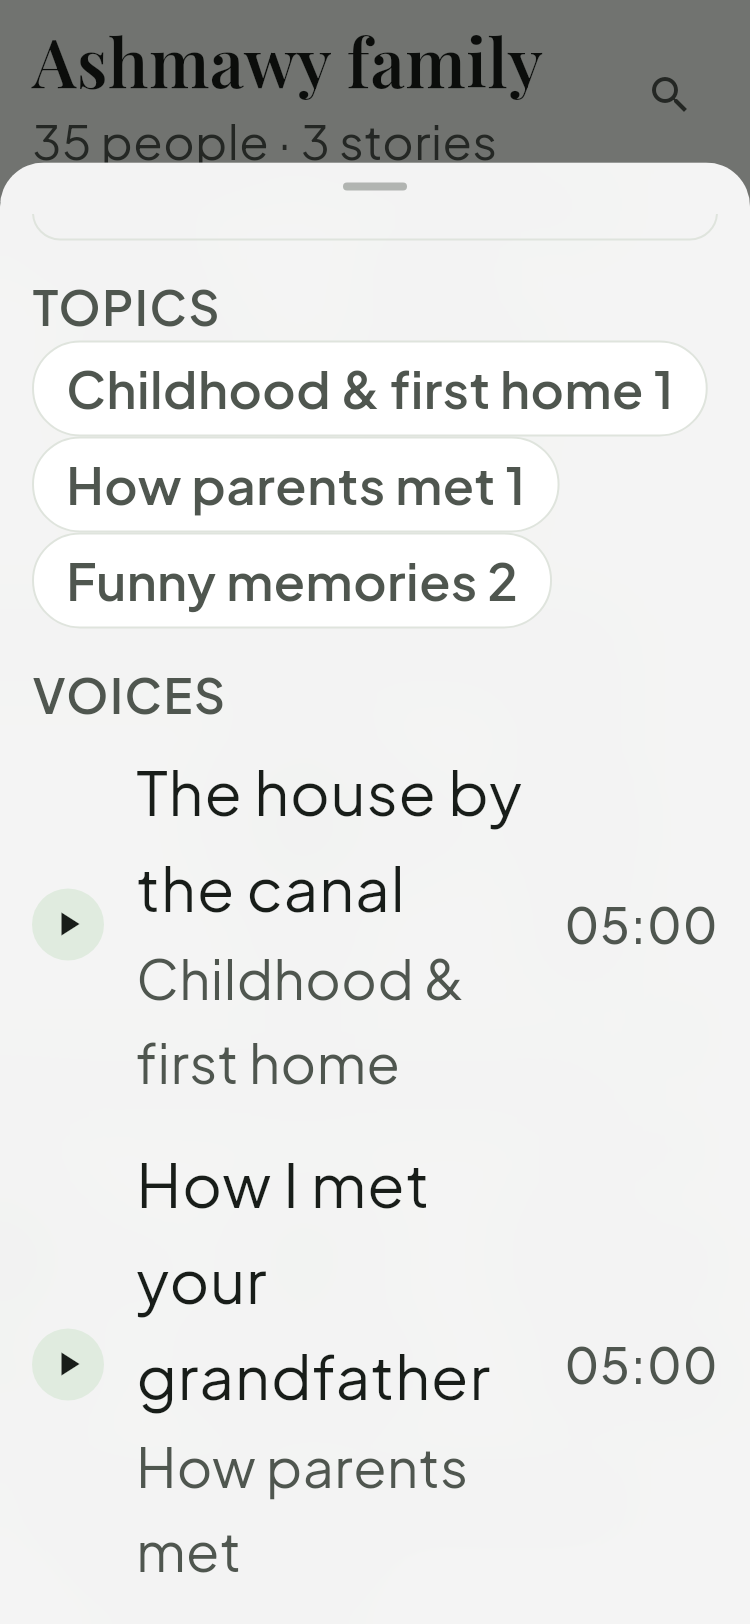 Ashmawy family
35 people · 3 stories
TOPICS
Childhood & first home 1
How parents met 1
Funny memories 2
VOICES
The house by
the canal
05:00
Childhood &
first home
How I met
your
grandfather
05:00
How parents
met